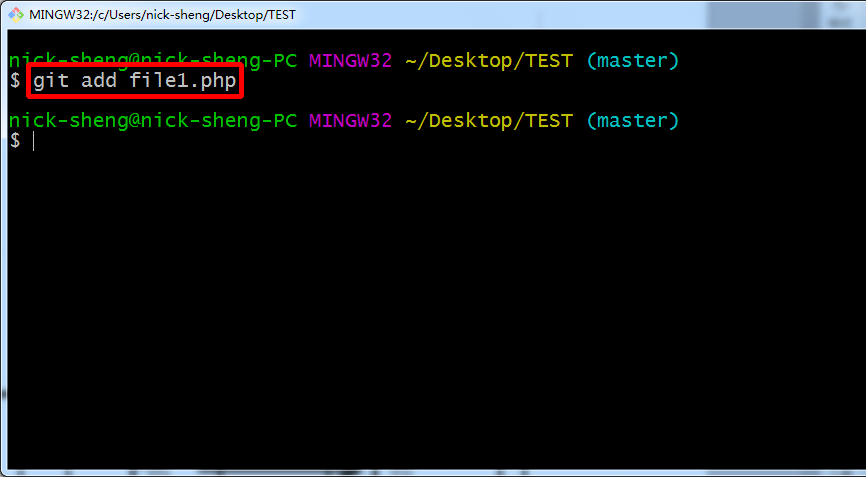 MINGW32:/c/Users/nick-sheng/Desktop/TEST
nick-sheng@nick-sheng-PC MINGW32 ~/Desktop/TEST (master)
$ git add file1.php
nick-sheng@nick-sheng-PC MINGW32 ~/Desktop/TEST (master)
$